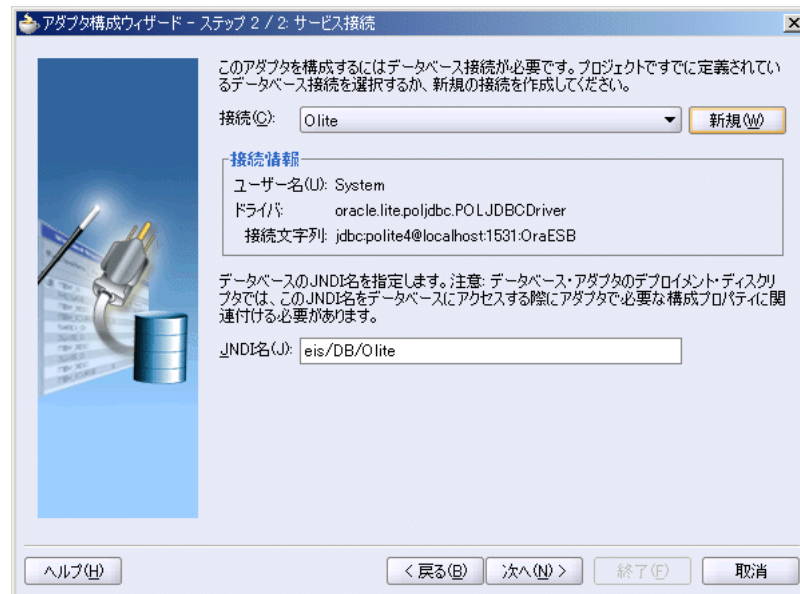 アダプタ構成ウィザード - ステップ 2 / 2: サービス接続
このアダプタを構成するにはデータベース接続が必要です。プロジェクトですでに定義されてい
るデータベース接続を選択するか、新規の接続を作成してください。
接続(C): Olite 新規(W)
接続情報
ユーザー名(U): System
ドライバ: oracle.lite.poljdbc.POLJDBCDriver
接続文字列: jdbc:polite4@localhost:1531:OraESB
データベースのJNDI名を指定します。注意: データベース・アダプタのデプロイメント・ディスクリ
プタでは、このJNDI名をデータベースにアクセスする際にアダプタで必要な構成プロパティに関
連付ける必要があります。
JNDI名(J): eis/DB/Olite
ヘルプ(H) < 戻る(B) 次へ(N) > 終了(F) 取消